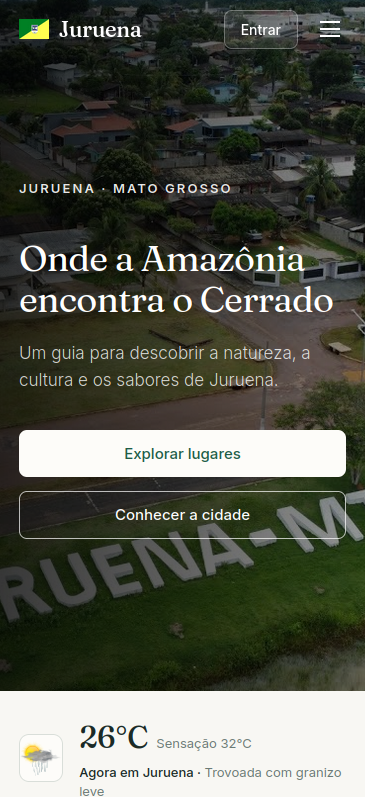 Juruena
Entrar
JURUENA · MATO GROSSO
Onde a Amazônia
encontra o Cerrado
Um guia para descobrir a natureza, a
cultura e os sabores de Juruena.
Explorar lugares
Conhecer a cidade
RUENA-M
26°C Sensação 32°C
Agora em Juruena · Trovoada com granizo
leve